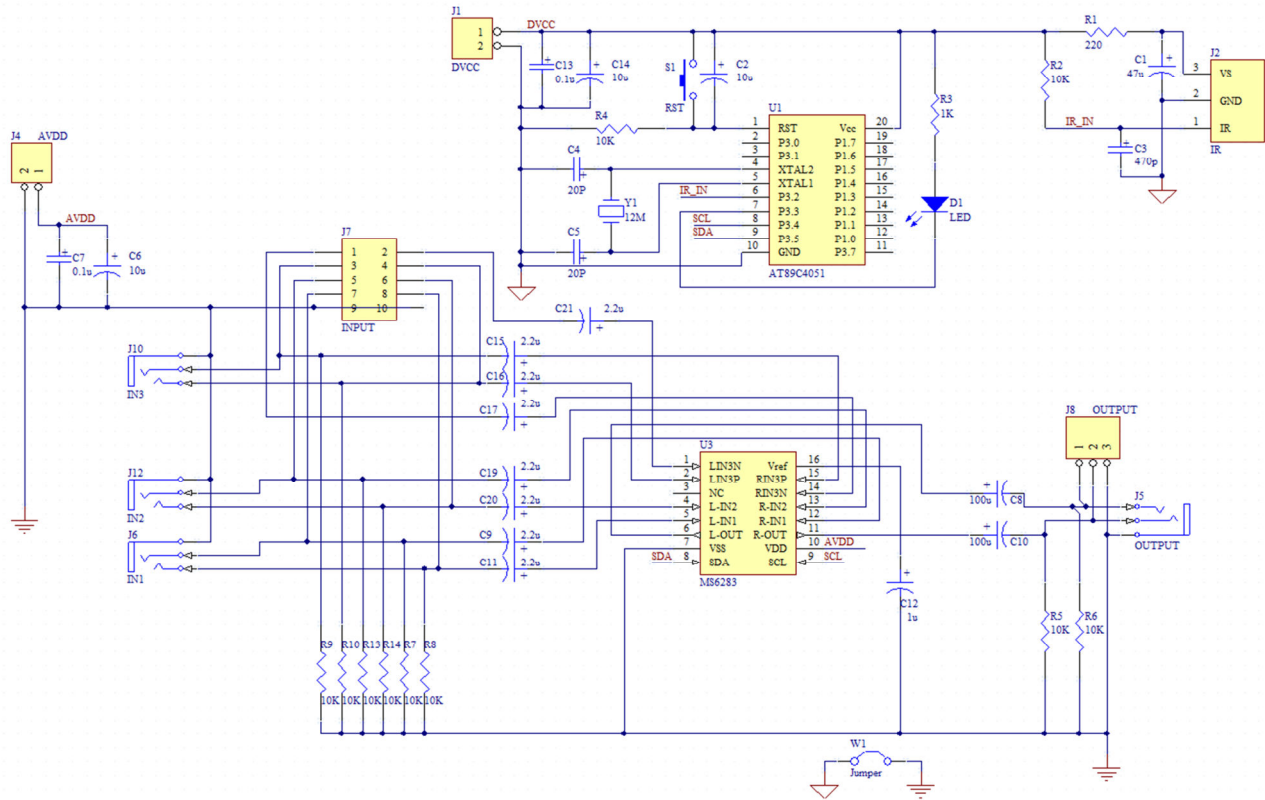 J1
DVCC
1
2
DVCC
C13
0.1u
C14
10u
S1
RST
C2
10u
R1
220
R2
10K
C1
47u
J2
3 VS
2 GND
1 IR
IR
IR_IN
C3
470p
R3
1K
D1
LED
R4
10K
C4
20P
Y1
12M
C5
20P
IR_IN
SCL
SDA
U1
1 RST Vcc 20
2 P3.0 P1.7 19
3 P3.1 P1.6 18
4 XTAL2 P1.5 17
5 XTAL1 P1.4 16
6 P3.2 P1.3 15
7 P3.3 P1.2 14
8 P3.4 P1.1 13
9 P3.5 P1.0 12
10 GND P3.7 11
AT89C4051
J4 AVDD
2 1
AVDD
C7
0.1u
C6
10u
J7
1 2
3 4
5 6
7 8
9 10
INPUT
C21 2.2u
J10
IN3
C15 2.2u
C16 2.2u
C17 2.2u
J12
IN2
C19 2.2u
C20 2.2u
J6
IN1
C9 2.2u
C11 2.2u
U3
1 LIN3N Vref 16
2 LIN3P RIN3P 15
3 NC RIN3N 14
4 L-IN2 R-IN2 13
5 L-IN1 R-IN1 12
6 L-OUT R-OUT 11
7 VSS VDD 10 AVDD
SDA 8 SDA SCL 9 SCL
MS6283
C12
1u
J8 OUTPUT
1 2 3
100u C8
100u C10
J5
OUTPUT
R5
10K
R6
10K
R9 R10 R13 R14 R7 R8
10K 10K 10K 10K 10K 10K
W1
Jumper